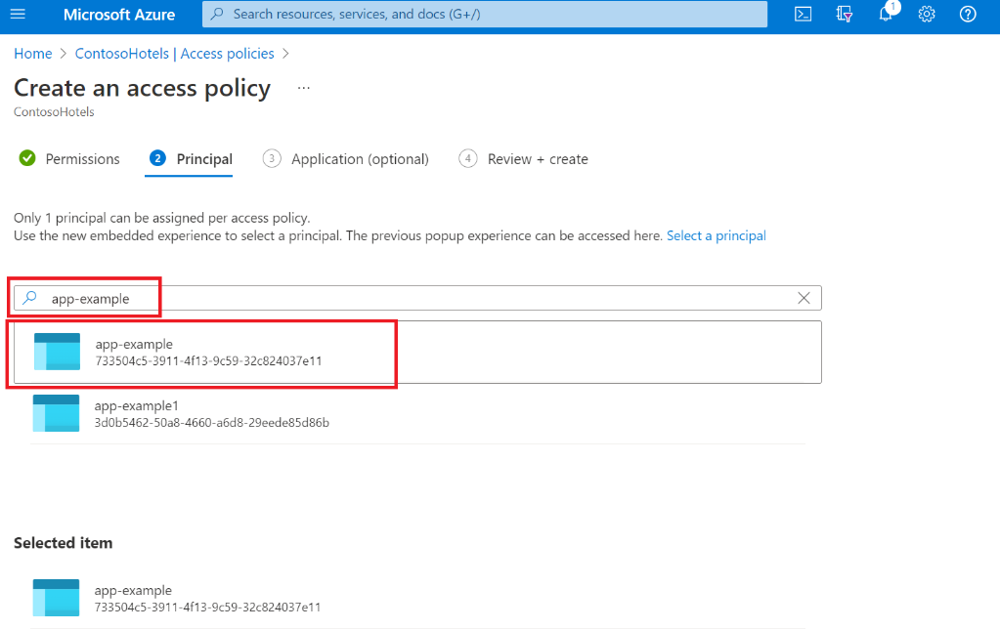 Microsoft Azure
Search resources, services, and docs (G+/)
1
Home > ContosoHotels | Access policies >
Create an access policy ...
ContosoHotels
Permissions
2 Principal
3 Application (optional)
4 Review + create
Only 1 principal can be assigned per access policy.
Use the new embedded experience to select a principal. The previous popup experience can be accessed here. Select a principal
app-example
app-example
733504c5-3911-4f13-9c59-32c824037e11
app-example1
3d0b5462-50a8-4660-a6d8-29eede85d86b
Selected item
app-example
733504c5-3911-4f13-9c59-32c824037e11